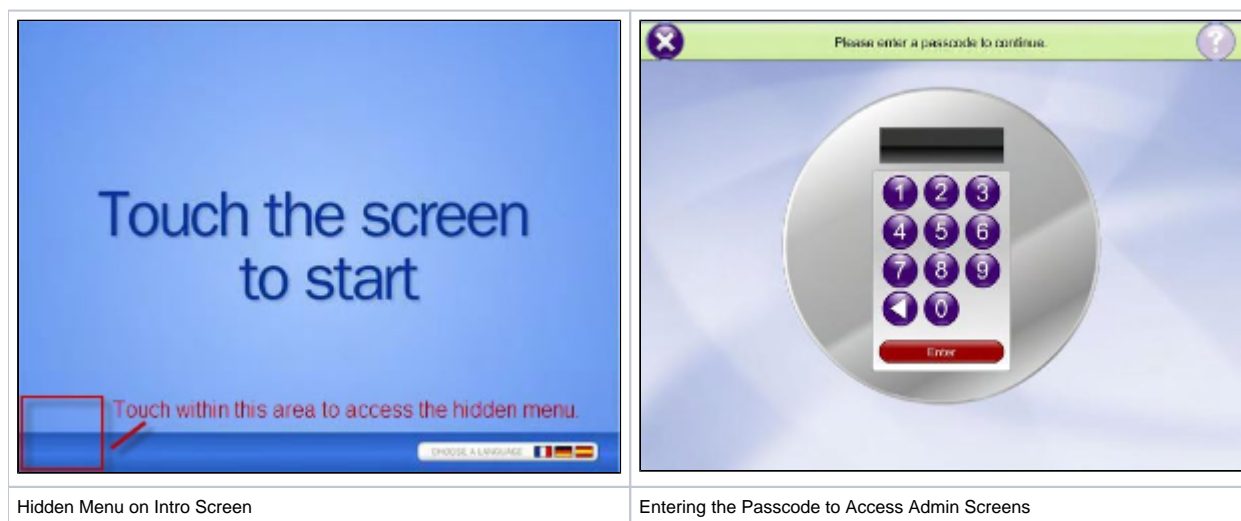 Touch the screen
to start
Touch within this area to access the hidden menu.
CHOOSE A LANGUAGE
Please enter a passcode to continue.
?
1 2 3
4 5 6
7 8 9
0
Enter
Hidden Menu on Intro Screen
Entering the Passcode to Access Admin Screens